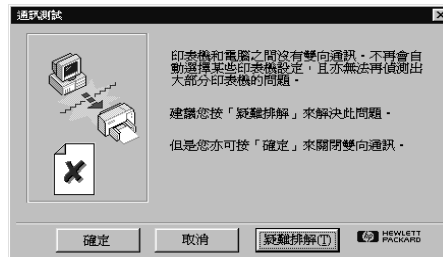 通訊測試
印表機和電腦之間沒有雙向通訊。不再會自
動選擇某些印表機設定，且亦無法再偵測出
大部分印表機的問題。
建議您按「疑難排解」來解決此問題。
但是您亦可按「確定」來關閉雙向通訊。
確定
取消
疑難排解(T)
hp
HEWLETT
PACKARD